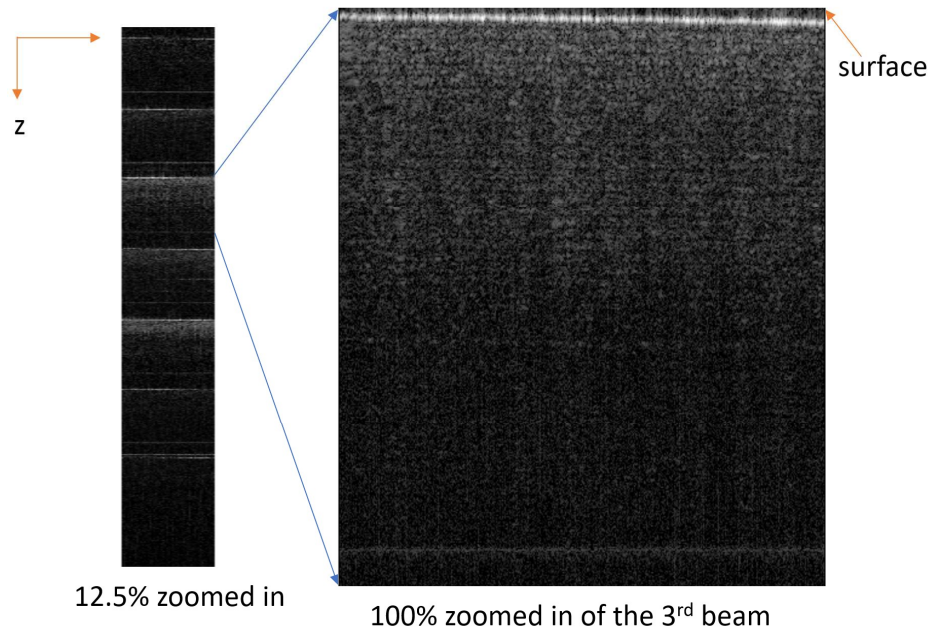 z
surface
12.5% zoomed in
100% zoomed in of the 3rd beam